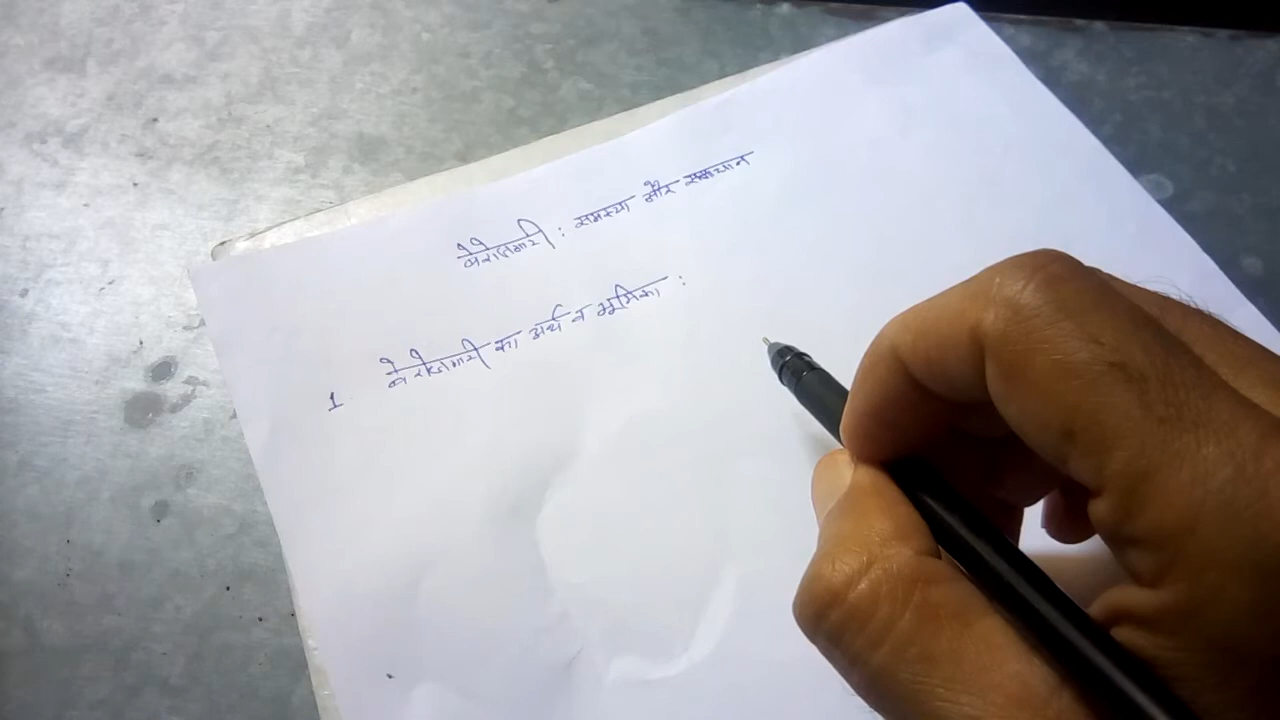 बेरोजगारी : समस्या और समाधान
1 बेरोजगारी का अर्थ व भूमिका :